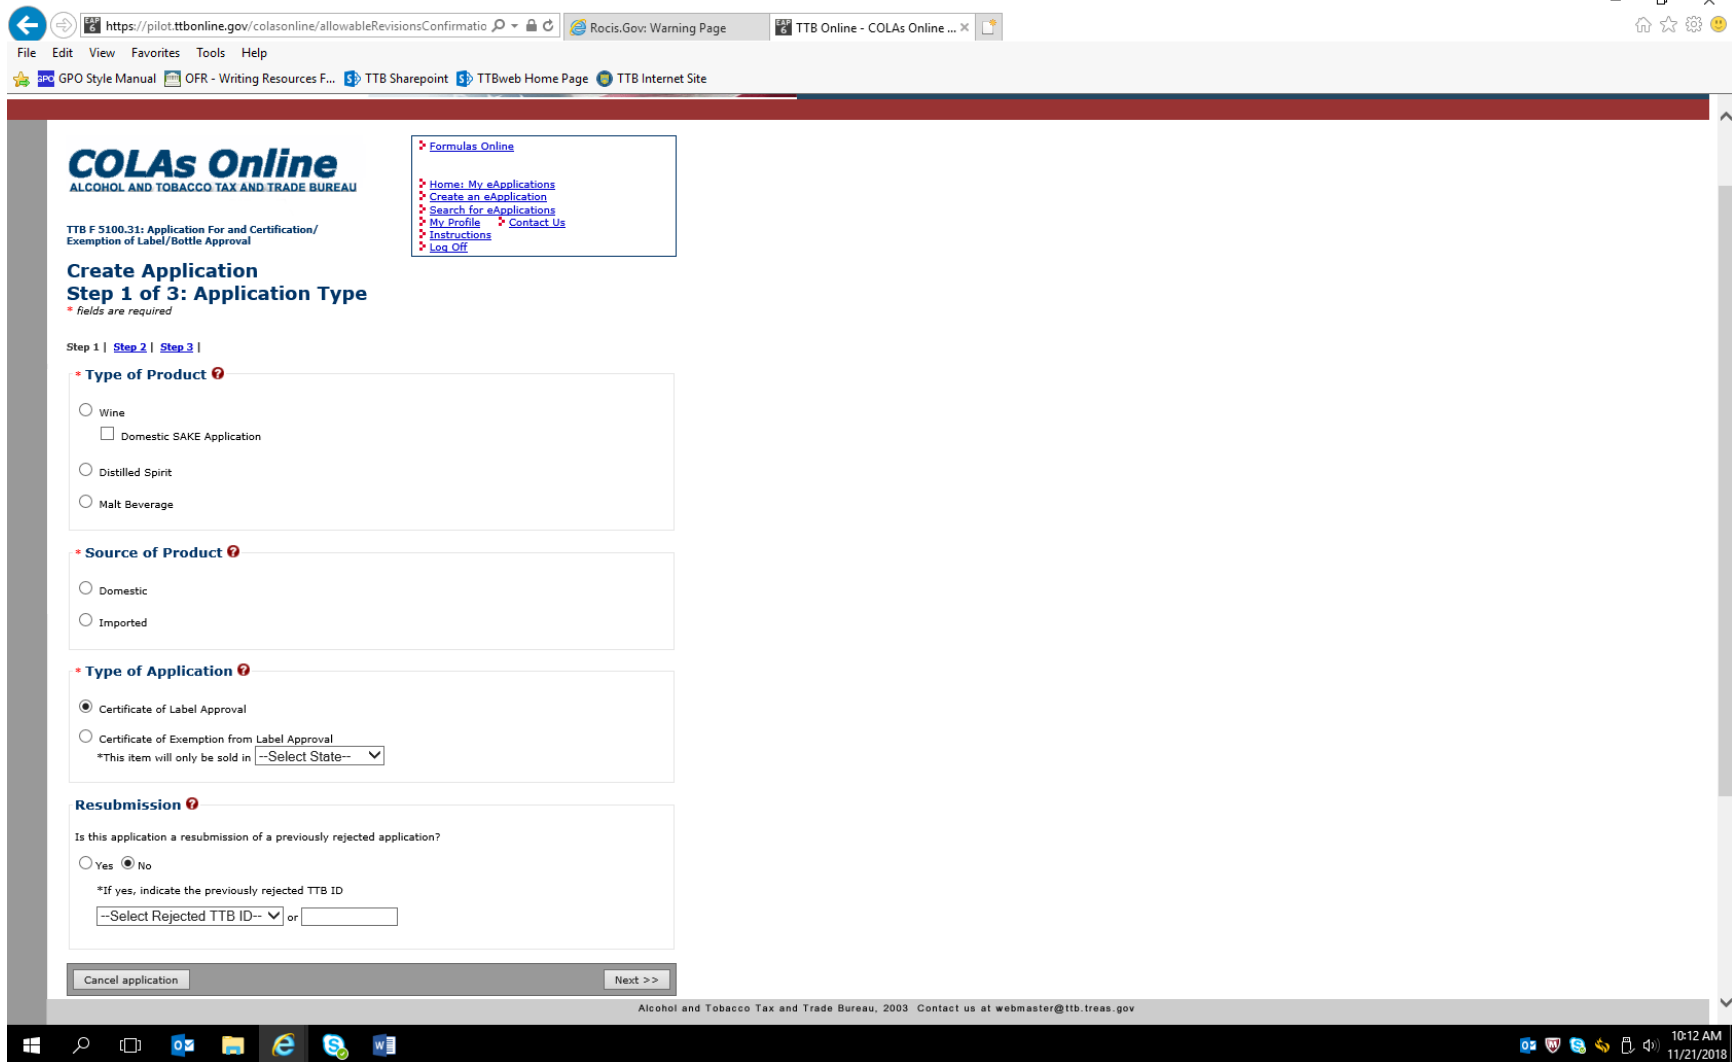 https://pilot.ttbonline.gov/colasonline/allowableRevisionsConfirmatio
Rocis.Gov: Warning Page
TTB Online - COLAs Online ...
File Edit View Favorites Tools Help
GPO GPO Style Manual OFR - Writing Resources F... TTB Sharepoint TTBweb Home Page TTB Internet Site
COLAs Online
ALCOHOL AND TOBACCO TAX AND TRADE BUREAU
TTB F 5100.31: Application For and Certification/
Exemption of Label/Bottle Approval
Formulas Online
Home: My eApplications
Create an eApplication
Search for eApplications
My Profile Contact Us
Instructions
Log Off
Create Application
Step 1 of 3: Application Type
* fields are required
Step 1 | Step 2 | Step 3 |
* Type of Product ?
Wine
Domestic SAKE Application
Distilled Spirit
Malt Beverage
* Source of Product ?
Domestic
Imported
* Type of Application ?
Certificate of Label Approval
Certificate of Exemption from Label Approval
*This item will only be sold in --Select State--
Resubmission ?
Is this application a resubmission of a previously rejected application?
Yes No
*If yes, indicate the previously rejected TTB ID
--Select Rejected TTB ID-- or
Cancel application Next >>
Alcohol and Tobacco Tax and Trade Bureau, 2003 Contact us at webmaster@ttb.treas.gov
10:12 AM
11/21/2018